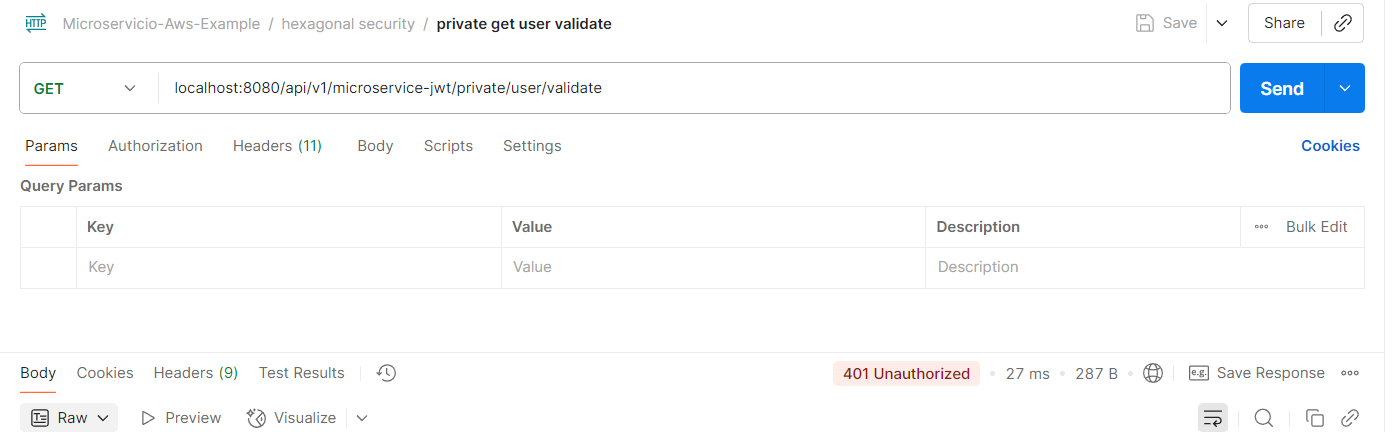 HTTP Microservicio-Aws-Example / hexagonal security / private get user validate Save Share
GET localhost:8080/api/v1/microservice-jwt/private/user/validate Send
Params Authorization Headers (11) Body Scripts Settings Cookies
Query Params
Key Value Description Bulk Edit
Key Value Description
Body Cookies Headers (9) Test Results 401 Unauthorized 27 ms 287 B e.g. Save Response
Raw Preview Visualize